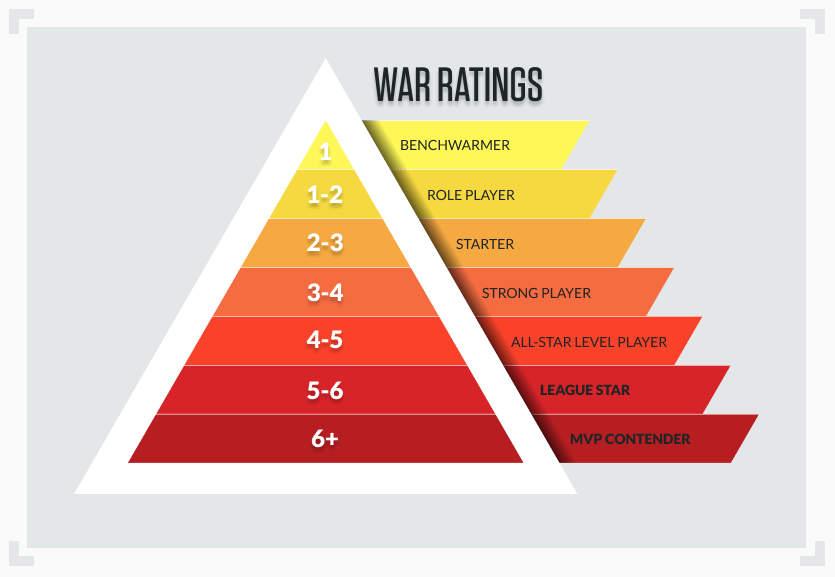 WAR RATINGS
1
BENCHWARMER
1-2
ROLE PLAYER
2-3
STARTER
3-4
STRONG PLAYER
4-5
ALL-STAR LEVEL PLAYER
5-6
LEAGUE STAR
6+
MVP CONTENDER